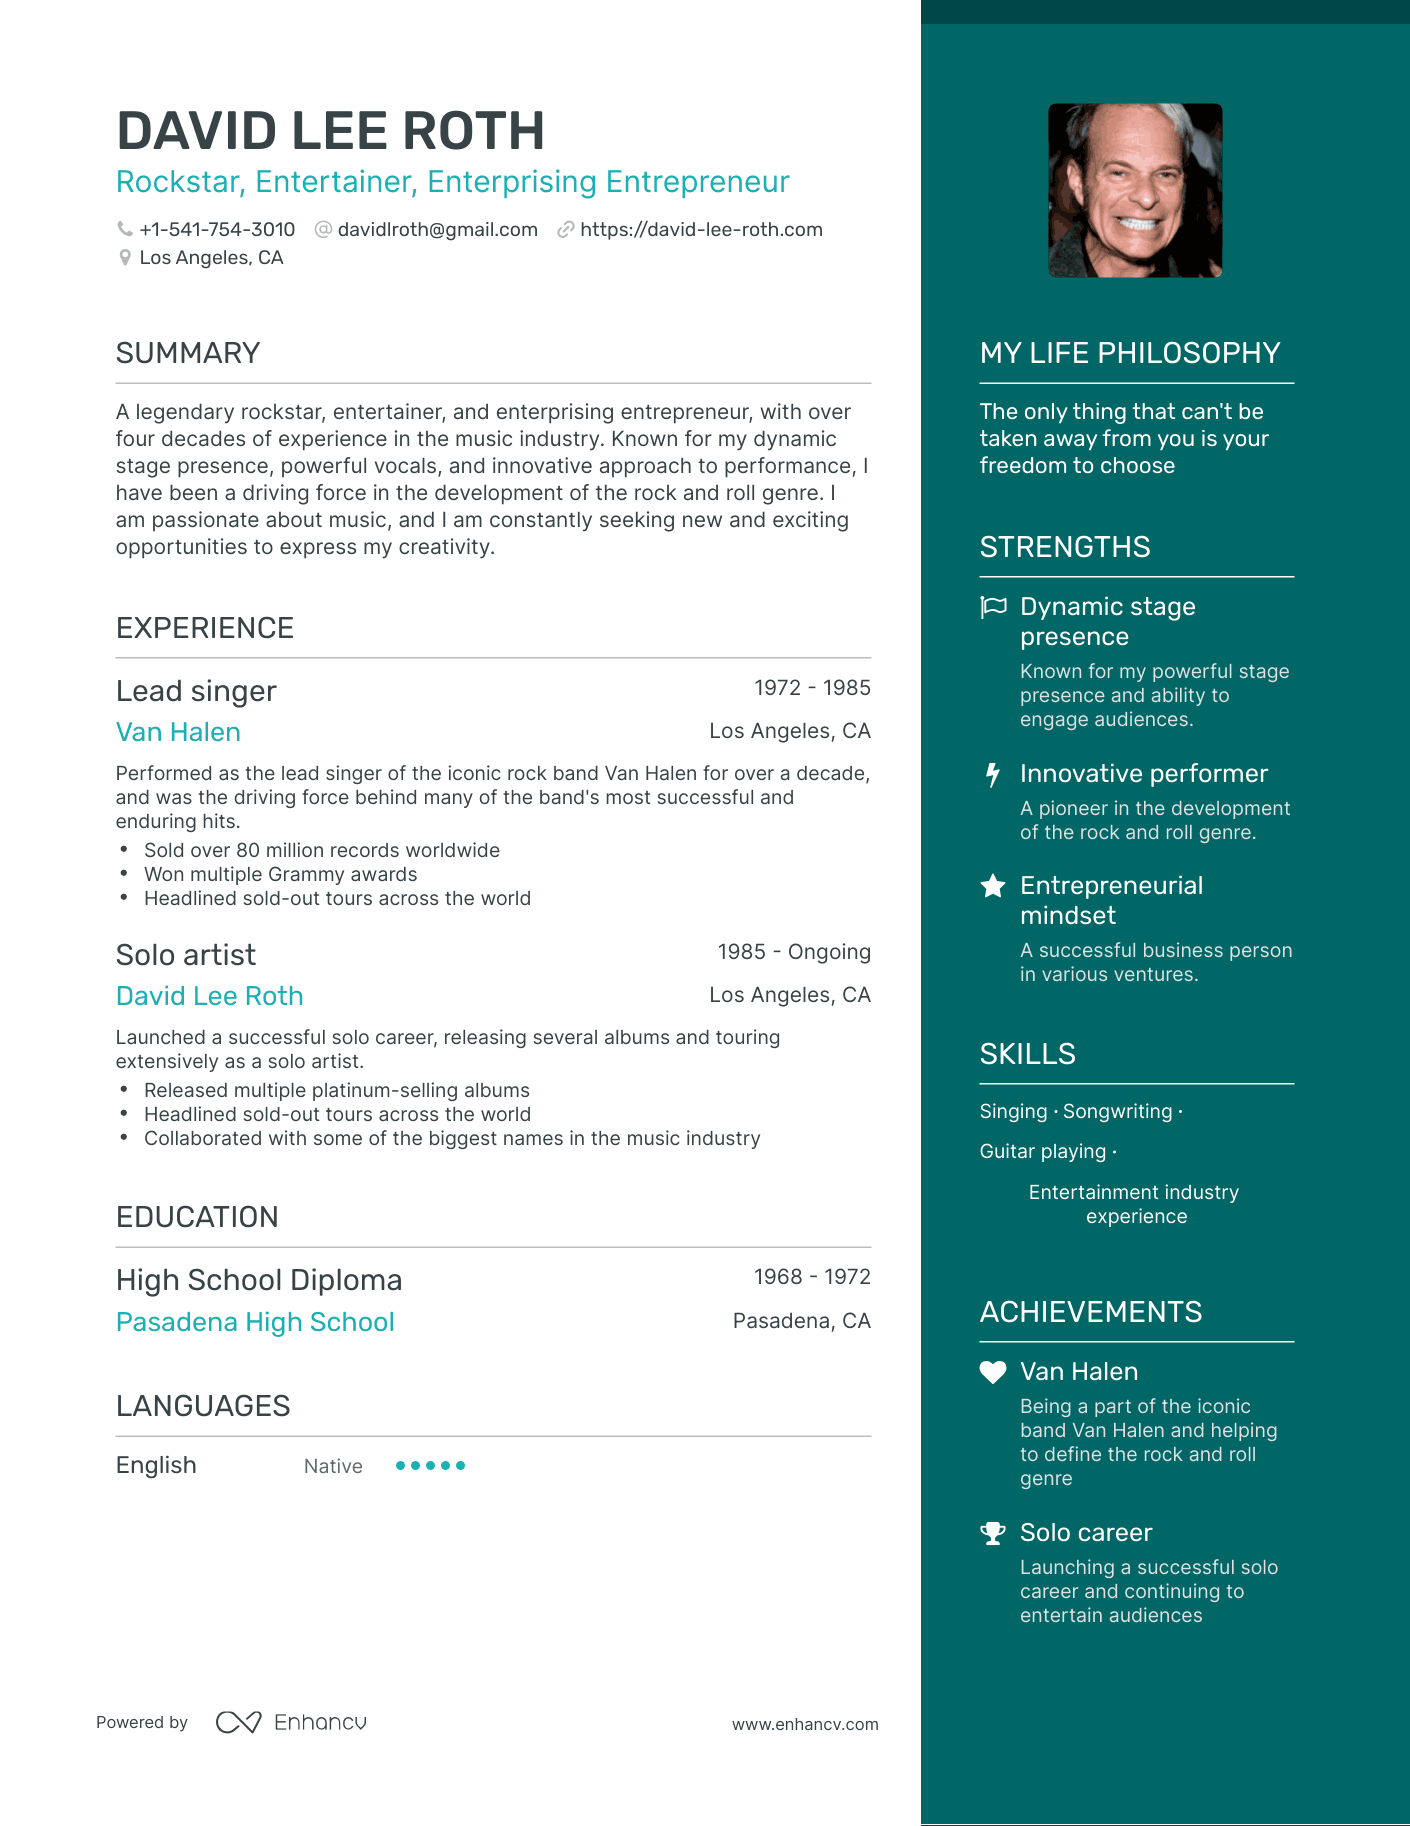 DAVID LEE ROTH
Rockstar, Entertainer, Enterprising Entrepreneur
+1-541-754-3010 davidlroth@gmail.com https://david-lee-roth.com
Los Angeles, CA
SUMMARY
A legendary rockstar, entertainer, and enterprising entrepreneur, with over
four decades of experience in the music industry. Known for my dynamic
stage presence, powerful vocals, and innovative approach to performance, I
have been a driving force in the development of the rock and roll genre. I
am passionate about music, and I am constantly seeking new and exciting
opportunities to express my creativity.
EXPERIENCE
Lead singer 1972 - 1985
Van Halen Los Angeles, CA
Performed as the lead singer of the iconic rock band Van Halen for over a decade,
and was the driving force behind many of the band's most successful and
enduring hits.
• Sold over 80 million records worldwide
• Won multiple Grammy awards
• Headlined sold-out tours across the world
Solo artist 1985 - Ongoing
David Lee Roth Los Angeles, CA
Launched a successful solo career, releasing several albums and touring
extensively as a solo artist.
• Released multiple platinum-selling albums
• Headlined sold-out tours across the world
• Collaborated with some of the biggest names in the music industry
EDUCATION
High School Diploma 1968 - 1972
Pasadena High School Pasadena, CA
LANGUAGES
English Native
Powered by Enhancv www.enhancv.com
MY LIFE PHILOSOPHY
The only thing that can't be
taken away from you is your
freedom to choose
STRENGTHS
Dynamic stage
presence
Known for my powerful stage
presence and ability to
engage audiences.
Innovative performer
A pioneer in the development
of the rock and roll genre.
Entrepreneurial
mindset
A successful business person
in various ventures.
SKILLS
Singing · Songwriting ·
Guitar playing ·
Entertainment industry
experience
ACHIEVEMENTS
Van Halen
Being a part of the iconic
band Van Halen and helping
to define the rock and roll
genre
Solo career
Launching a successful solo
career and continuing to
entertain audiences